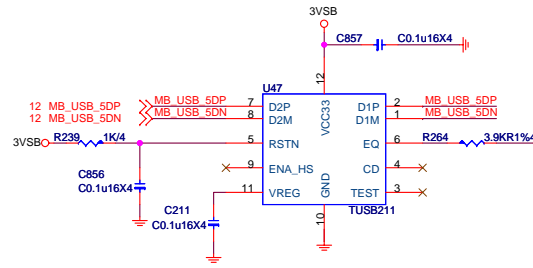 3VSB
C857 C0.1u16X4
12
U47
VCC33
12 MB_USB_5DP MB_USB_5DP 7 D2P D1P 2 MB_USB_5DP
12 MB_USB_5DN MB_USB_5DN 8 D2M D1M 1 MB_USB_5DN
3VSB R239 1K/4 5 RSTN EQ 6 R264 3.9KR1%4
9 ENA_HS CD 4
C856
C0.1u16X4
11 VREG TEST 3
GND
10
TUSB211
C211
C0.1u16X4